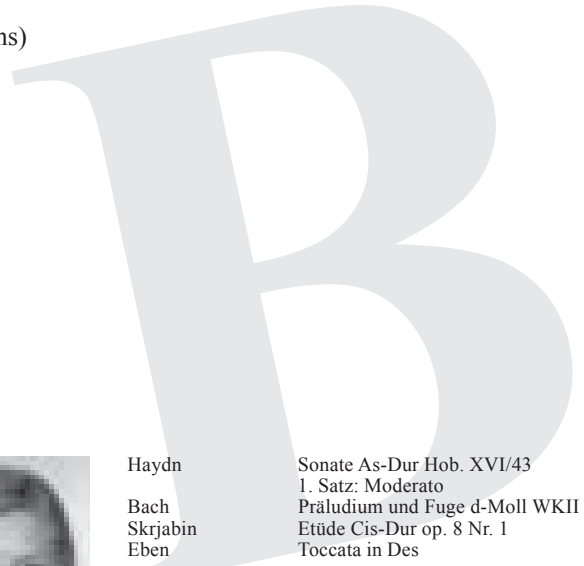 ns)
B
Haydn Sonate As-Dur Hob. XVI/43
1. Satz: Moderato
Bach Präludium und Fuge d-Moll WKII
Skrjabin Etüde Cis-Dur op. 8 Nr. 1
Eben Toccata in Des